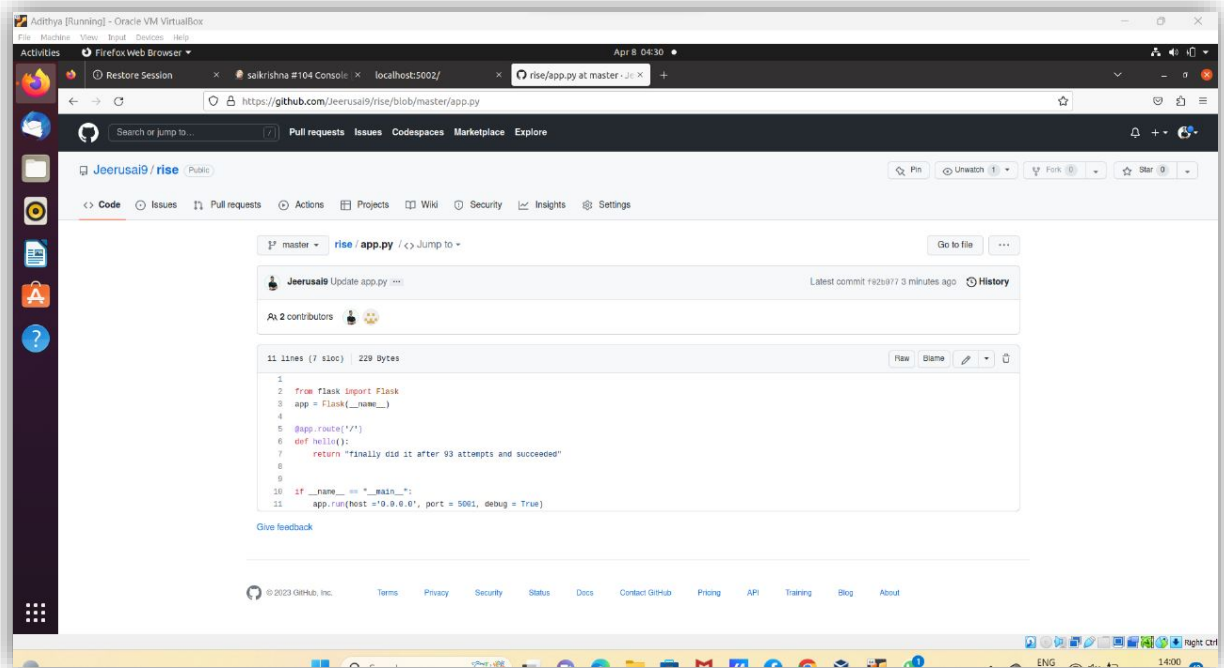 Adithya [Running] - Oracle VM VirtualBox
File Machine View Input Devices Help
Activities Firefox Web Browser Apr 8 04:30
Restore Session saikrishna #104 Console localhost:5002/ rise/app.py at master · Je
https://github.com/Jeerusai9/rise/blob/master/app.py
Search or jump to... / Pull requests Issues Codespaces Marketplace Explore
Jeerusai9 / rise Public Pin Unwatch 1 Fork 0 Star 0
<> Code Issues Pull requests Actions Projects Wiki Security Insights Settings
master rise / app.py / <> Jump to Go to file ...
Jeerusai9 Update app.py ... Latest commit f92b977 3 minutes ago History
2 contributors
11 lines (7 sloc) | 229 Bytes Raw Blame
1
2 from flask import Flask
3 app = Flask(__name__)
4
5 @app.route('/')
6 def hello():
7 return "finally did it after 93 attempts and succeeded"
8
9
10 if __name__ == "__main__":
11 app.run(host ='0.0.0.0', port = 5001, debug = True)
Give feedback
© 2023 GitHub, Inc. Terms Privacy Security Status Docs Contact GitHub Pricing API Training Blog About
Right Ctrl
ENG 14:00